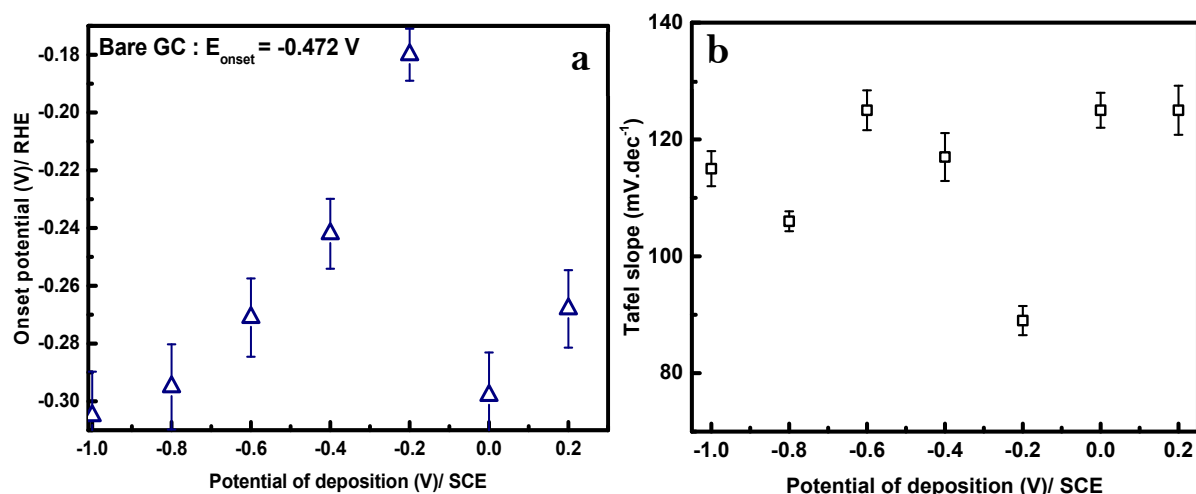 Bare GC : E_onset = -0.472 V
a
Onset potential (V)/ RHE
-0.18
-0.20
-0.22
-0.24
-0.26
-0.28
-0.30
-1.0 -0.8 -0.6 -0.4 -0.2 0.0 0.2
Potential of deposition (V)/ SCE
b
Tafel slope (mV.dec⁻¹)
140
120
100
80
-1.0 -0.8 -0.6 -0.4 -0.2 0.0 0.2
Potential of deposition (V)/ SCE